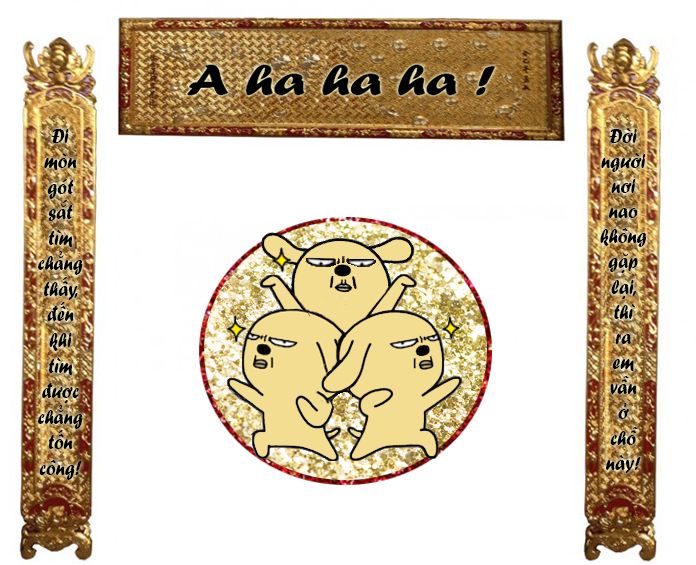 A ha ha ha !
Đi
mòn
gót
sắt
tìm
chẳng
thấy,
đến
khi
tìm
được
chẳng
tốn
công!
Đời
người
nơi
nao
không
gặp
lại,
thì
ra
em
vẫn
ở
chỗ
này!